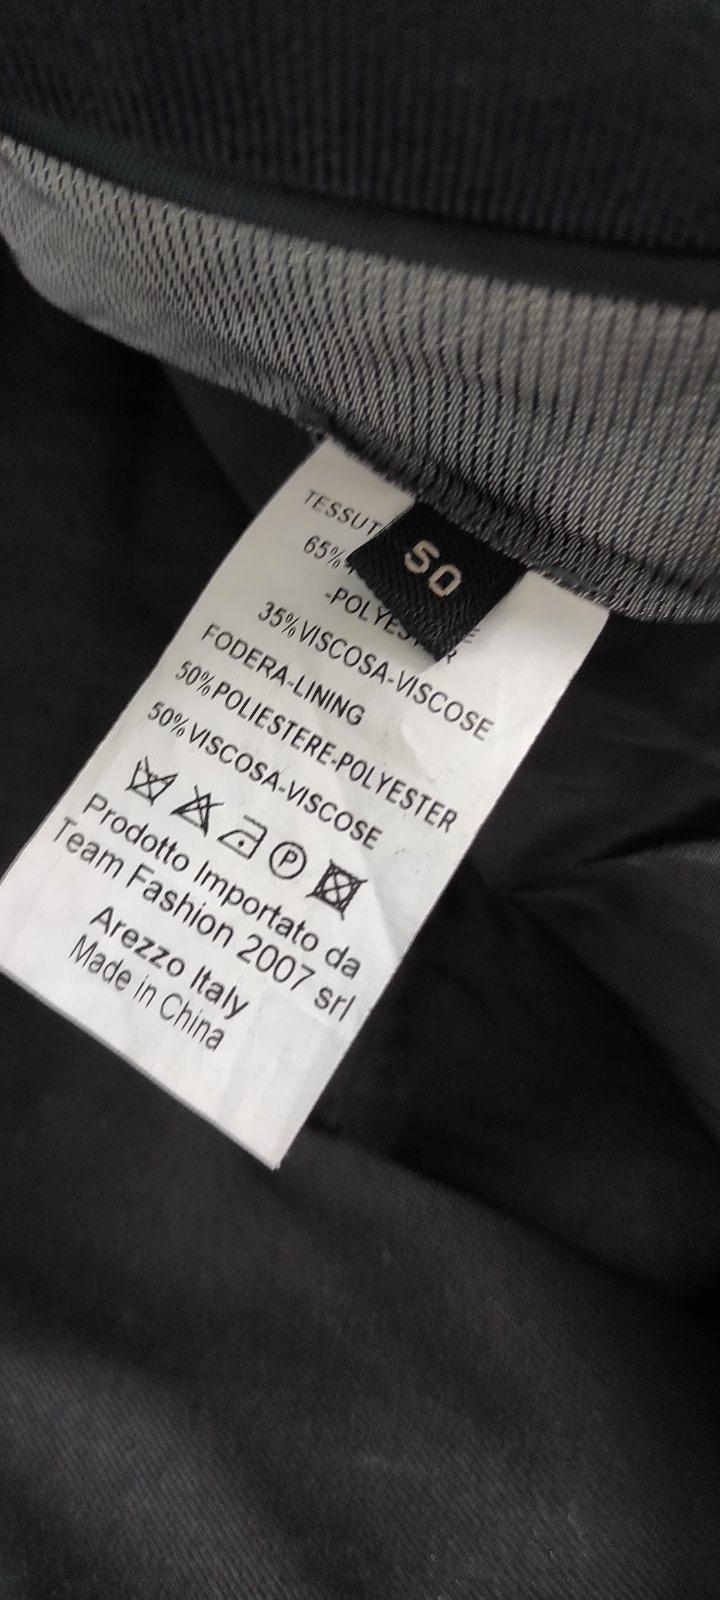 50
65%
-POLYESTER
35%VISCOSA-VISCOSE
FODERA-LINING
50%POLIESTERE-POLYESTER
50%VISCOSA-VISCOSE
P
Prodotto Importato da
Team Fashion 2007 srl
Arezzo Italy
Made in China